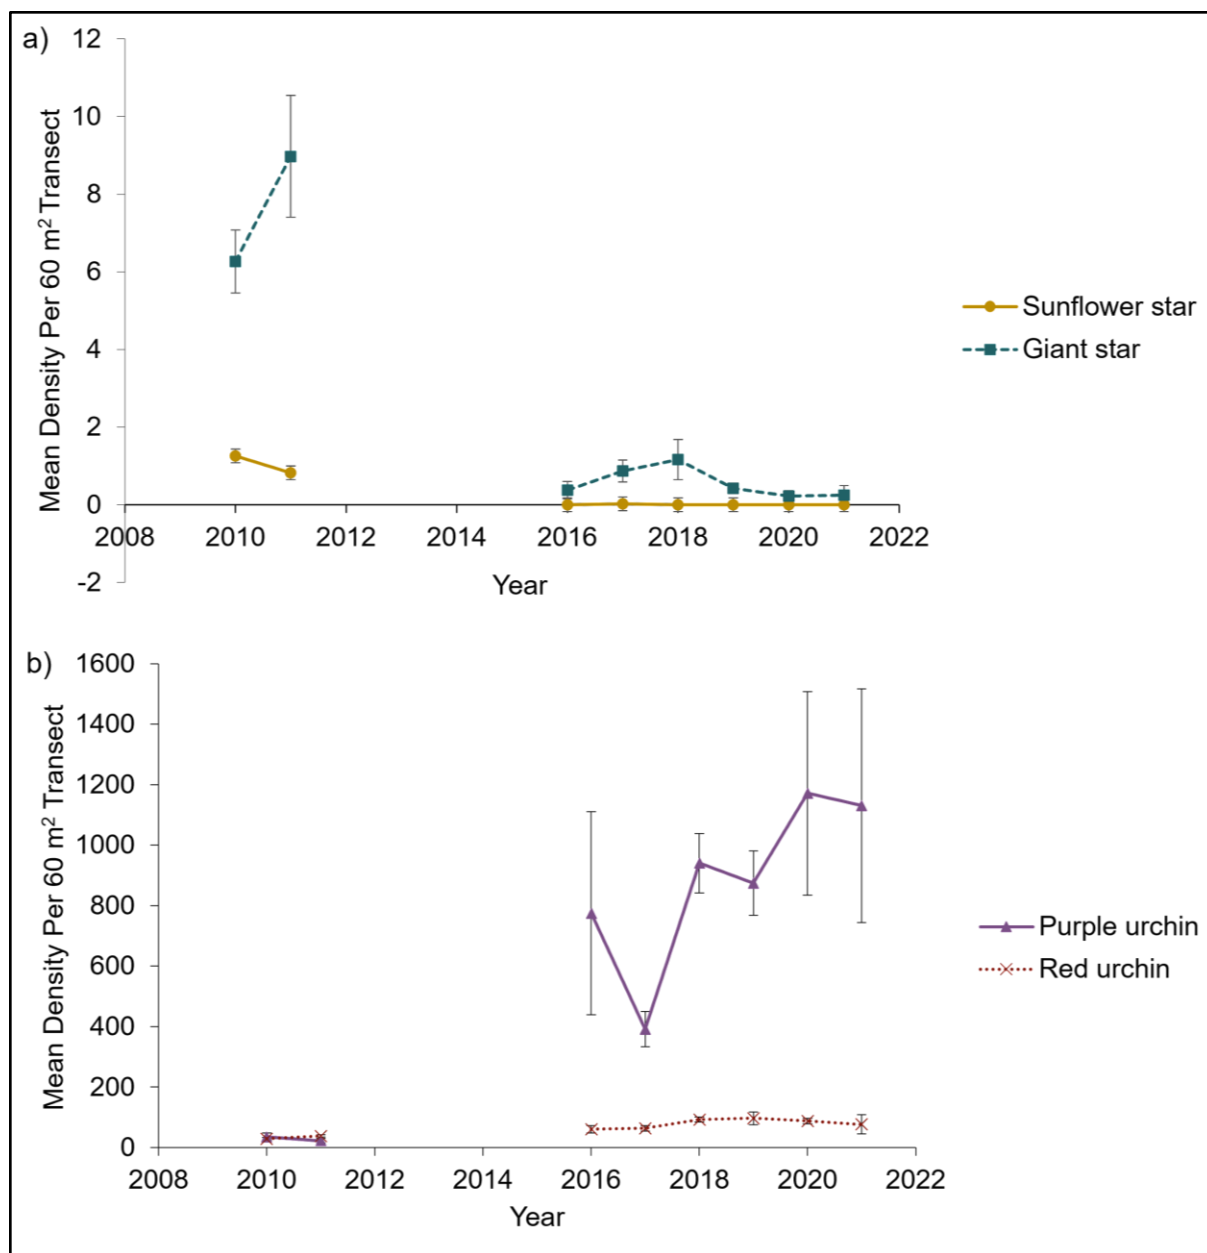 a)
12
10
8
6
4
2
0
-2
Mean Density Per 60 m² Transect
2008 2010 2012 2014 2016 2018 2020 2022
Year
Sunflower star
Giant star
b)
1600
1400
1200
1000
800
600
400
200
0
Mean Density Per 60 m² Transect
2008 2010 2012 2014 2016 2018 2020 2022
Year
Purple urchin
Red urchin